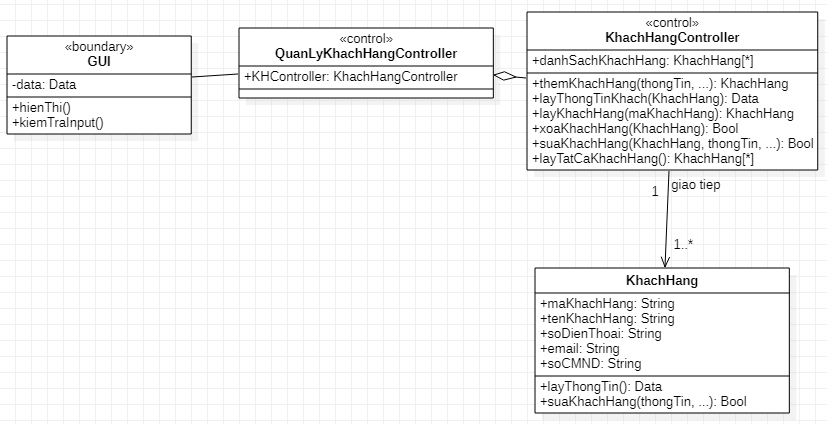 «boundary»
GUI
-data: Data
+hienThi()
+kiemTraInput()
«control»
QuanLyKhachHangController
+KHController: KhachHangController
«control»
KhachHangController
+danhSachKhachHang: KhachHang[*]
+themKhachHang(thongTin, ...): KhachHang
+layThongTinKhach(KhachHang): Data
+layKhachHang(maKhachHang): KhachHang
+xoaKhachHang(KhachHang): Bool
+suaKhachHang(KhachHang, thongTin, ...): Bool
+layTatCaKhachHang(): KhachHang[*]
1
giao tiep
1..*
KhachHang
+maKhachHang: String
+tenKhachHang: String
+soDienThoai: String
+email: String
+soCMND: String
+layThongTin(): Data
+suaKhachHang(thongTin, ...): Bool